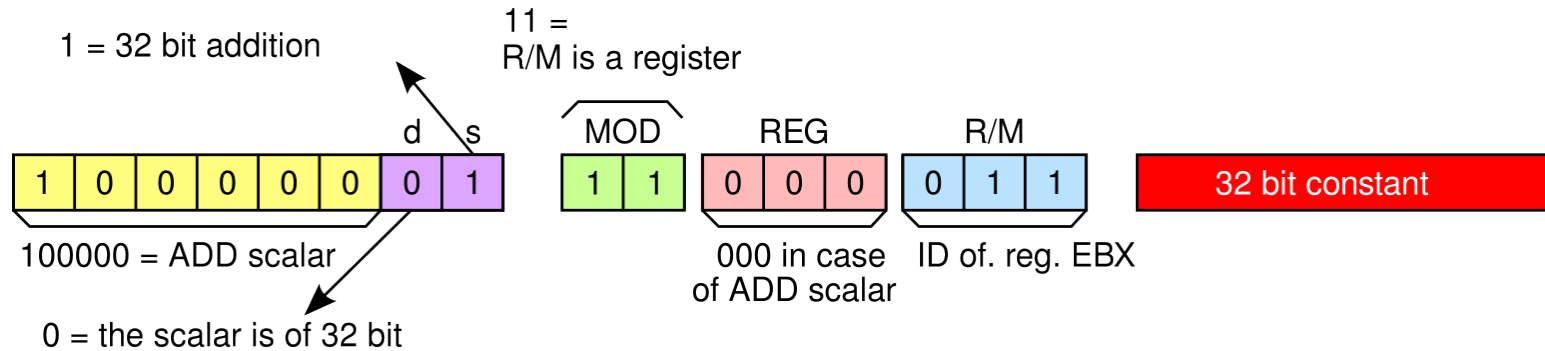 11 =
1 = 32 bit addition
R/M is a register
d s MOD REG R/M
1 0 0 0 0 0 0 1 1 1 0 0 0 0 1 1 32 bit constant
100000 = ADD scalar 000 in case ID of. reg. EBX
of ADD scalar
0 = the scalar is of 32 bit